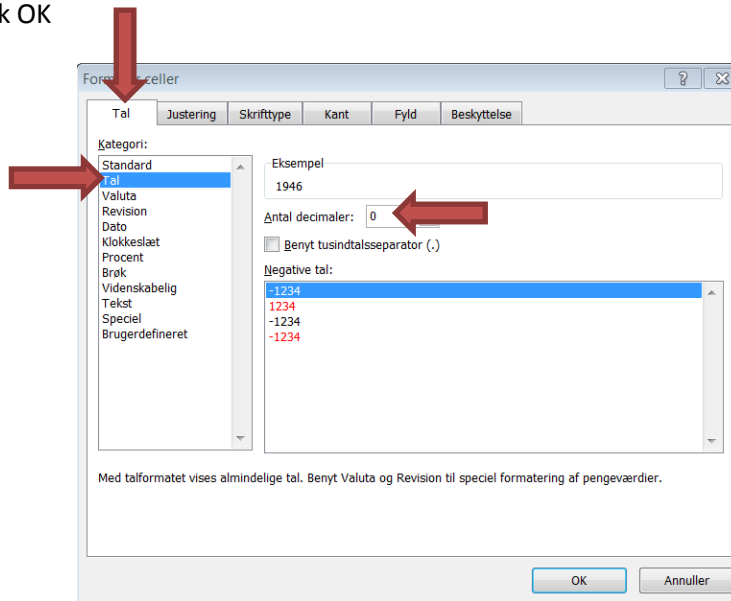 k OK
Formater celler
Tal Justering Skrifttype Kant Fyld Beskyttelse
Kategori:
Standard
Tal
Valuta
Revision
Dato
Klokkeslæt
Procent
Brøk
Videnskabelig
Tekst
Speciel
Brugerdefineret
Eksempel
1946
Antal decimaler: 0
Benyt tusindtalsseparator (.)
Negative tal:
-1234
1234
-1234
-1234
Med talformatet vises almindelige tal. Benyt Valuta og Revision til speciel formatering af pengeværdier.
OK Annuller